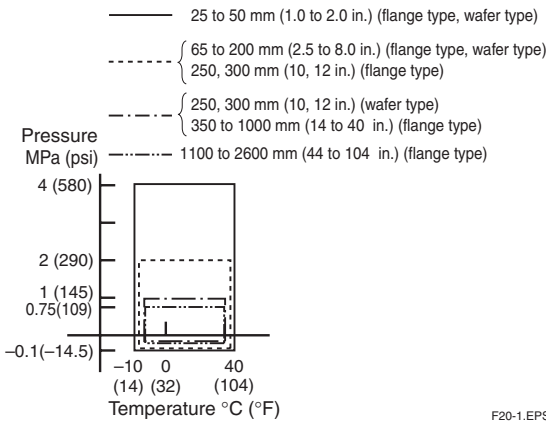 25 to 50 mm (1.0 to 2.0 in.) (flange type, wafer type)
65 to 200 mm (2.5 to 8.0 in.) (flange type, wafer type)
250, 300 mm (10, 12 in.) (flange type)
250, 300 mm (10, 12 in.) (wafer type)
350 to 1000 mm (14 to 40 in.) (flange type)
1100 to 2600 mm (44 to 104 in.) (flange type)
Pressure
MPa (psi)
4 (580)
2 (290)
1 (145)
0.75(109)
–0.1(–14.5)
–10 0 40
(14) (32) (104)
Temperature °C (°F)
F20-1.EPS